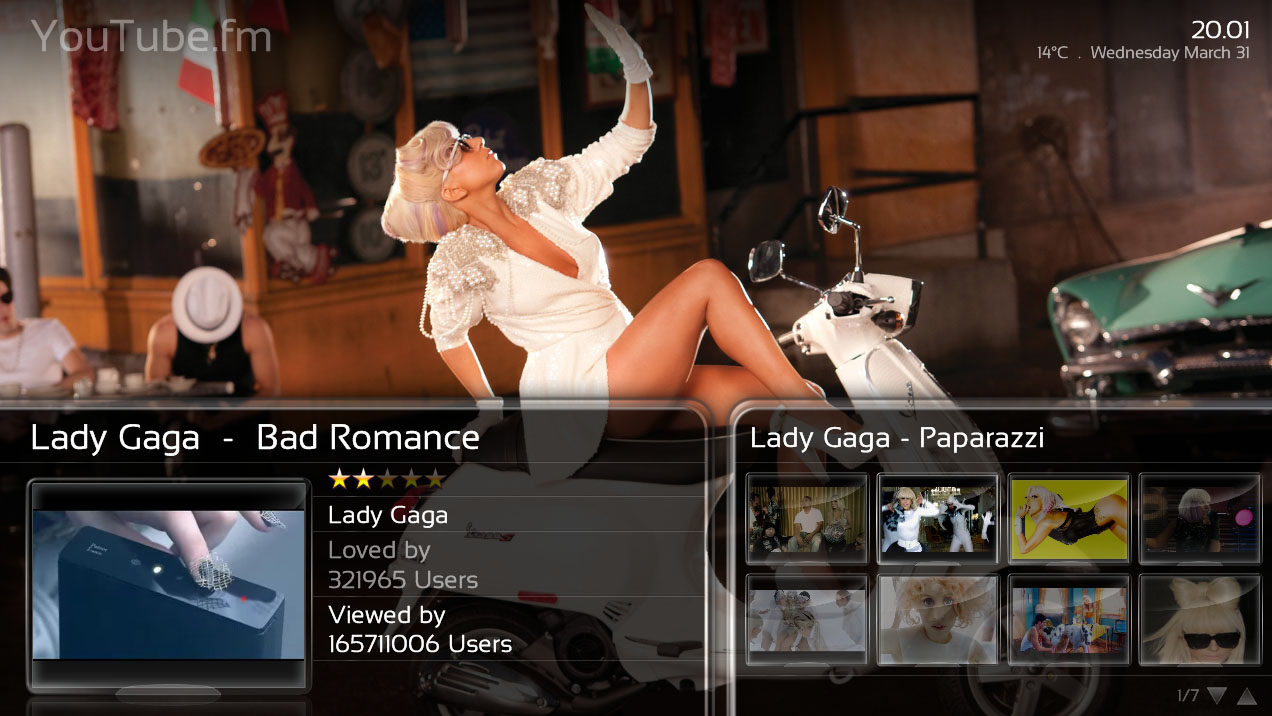 YouTube.fm
20.01
14°C . Wednesday March 31
Lady Gaga - Bad Romance
Lady Gaga
Loved by
321965 Users
Viewed by
165711006 Users
Lady Gaga - Paparazzi
1/7